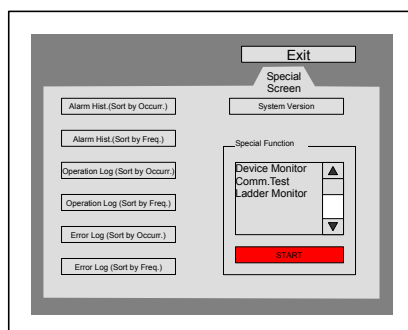 Exit
Special
Screen
Alarm Hist.(Sort by Occurr.)
System Version
Alarm Hist.(Sort by Freq.)
Special Function
Operation Log (Sort by Occurr.)
Device Monitor
Comm.Test
Ladder Monitor
Operation Log (Sort by Freq.)
Error Log (Sort by Occurr.)
START
Error Log (Sort by Freq.)